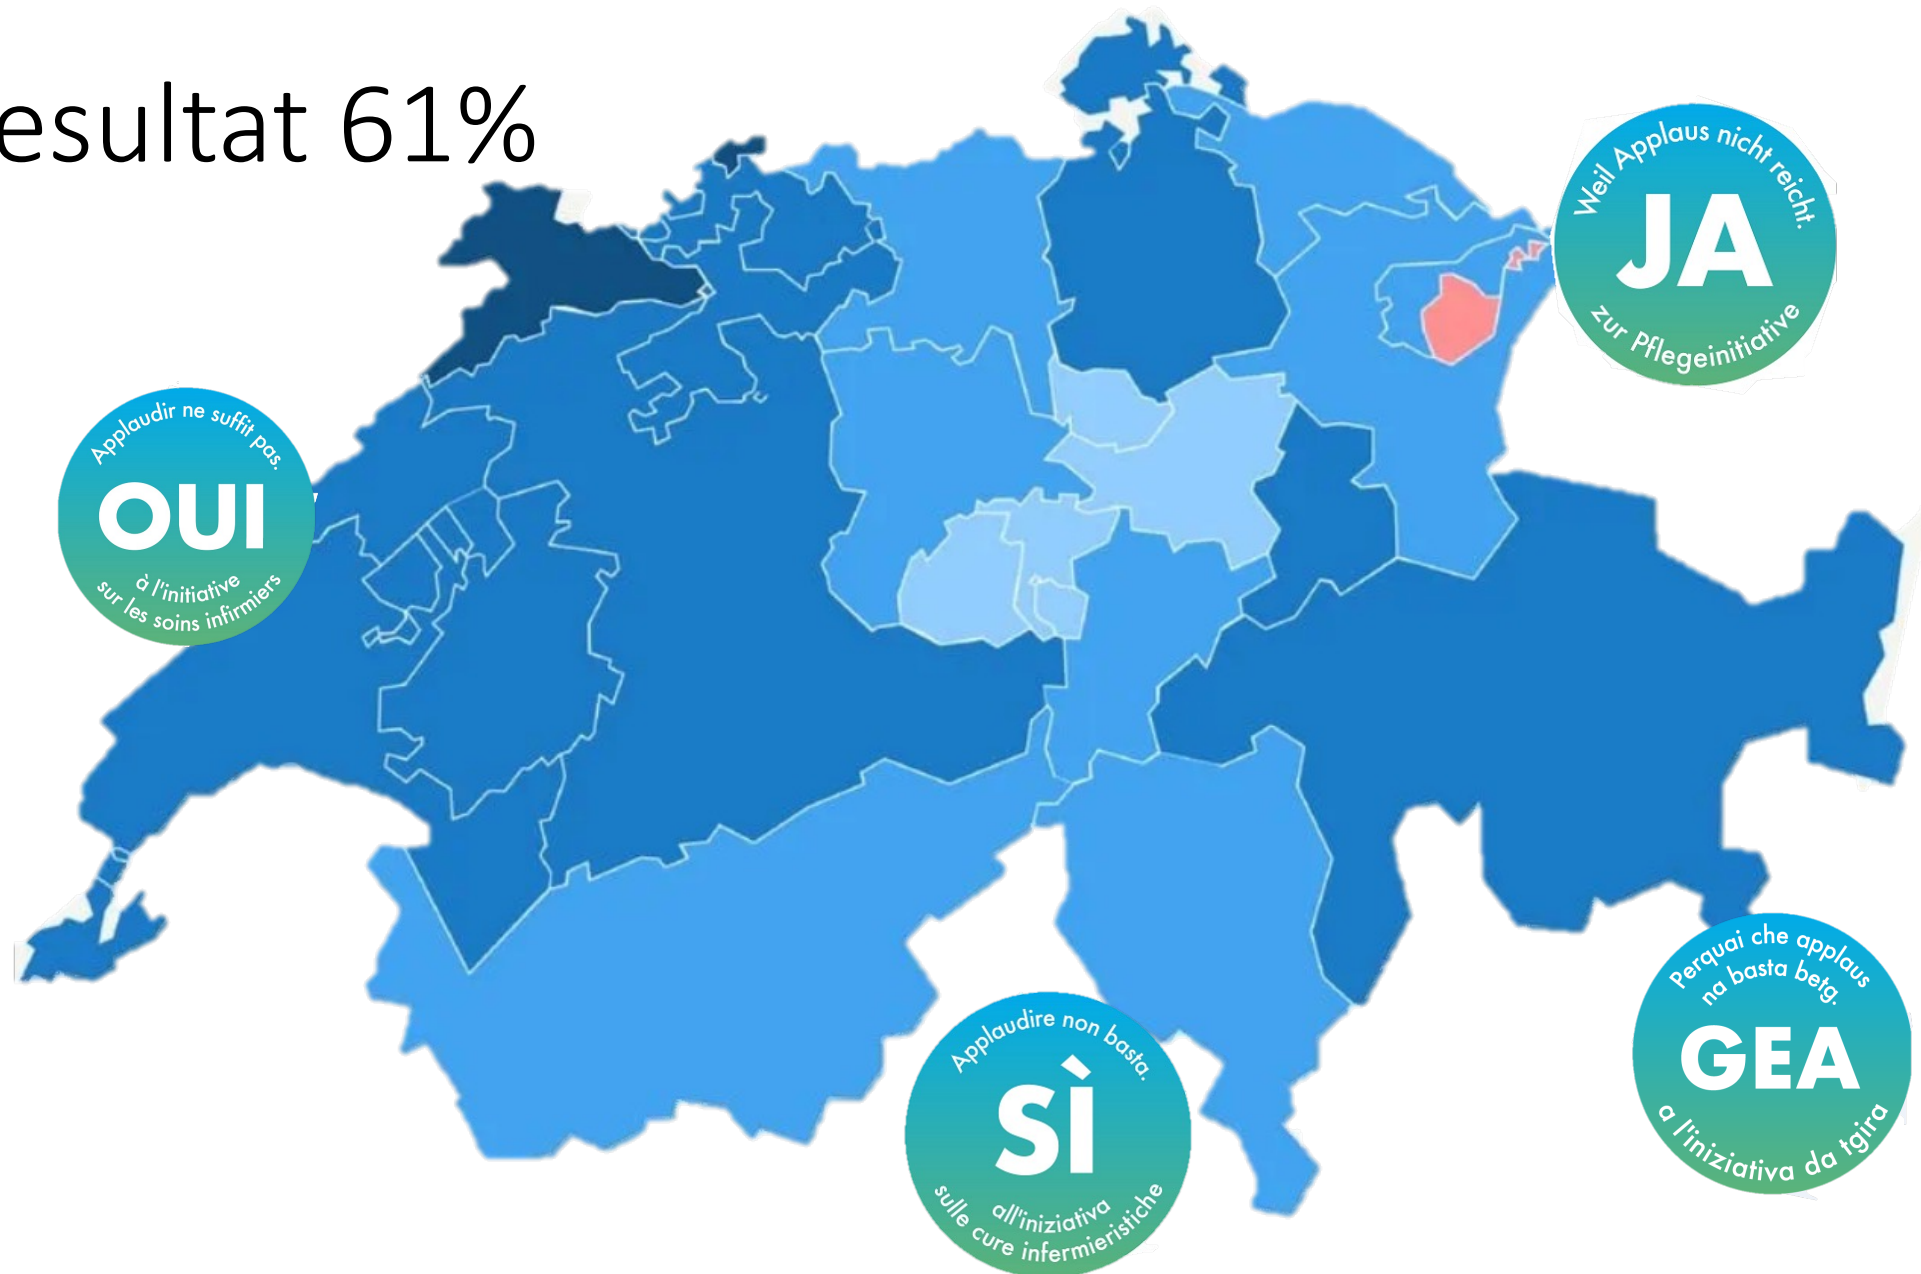 esultat 61%
Weil Applaus nicht reicht.
JA
zur Pflegeinitiative
Applaudir ne suffit pas.
OUI
à l'initiative
sur les soins infirmiers
Perquai che applaus
na basta betg.
GEA
a l'iniziativa da tgira
Applaudire non basta.
SÌ
all'iniziativa
sulle cure infermieristiche